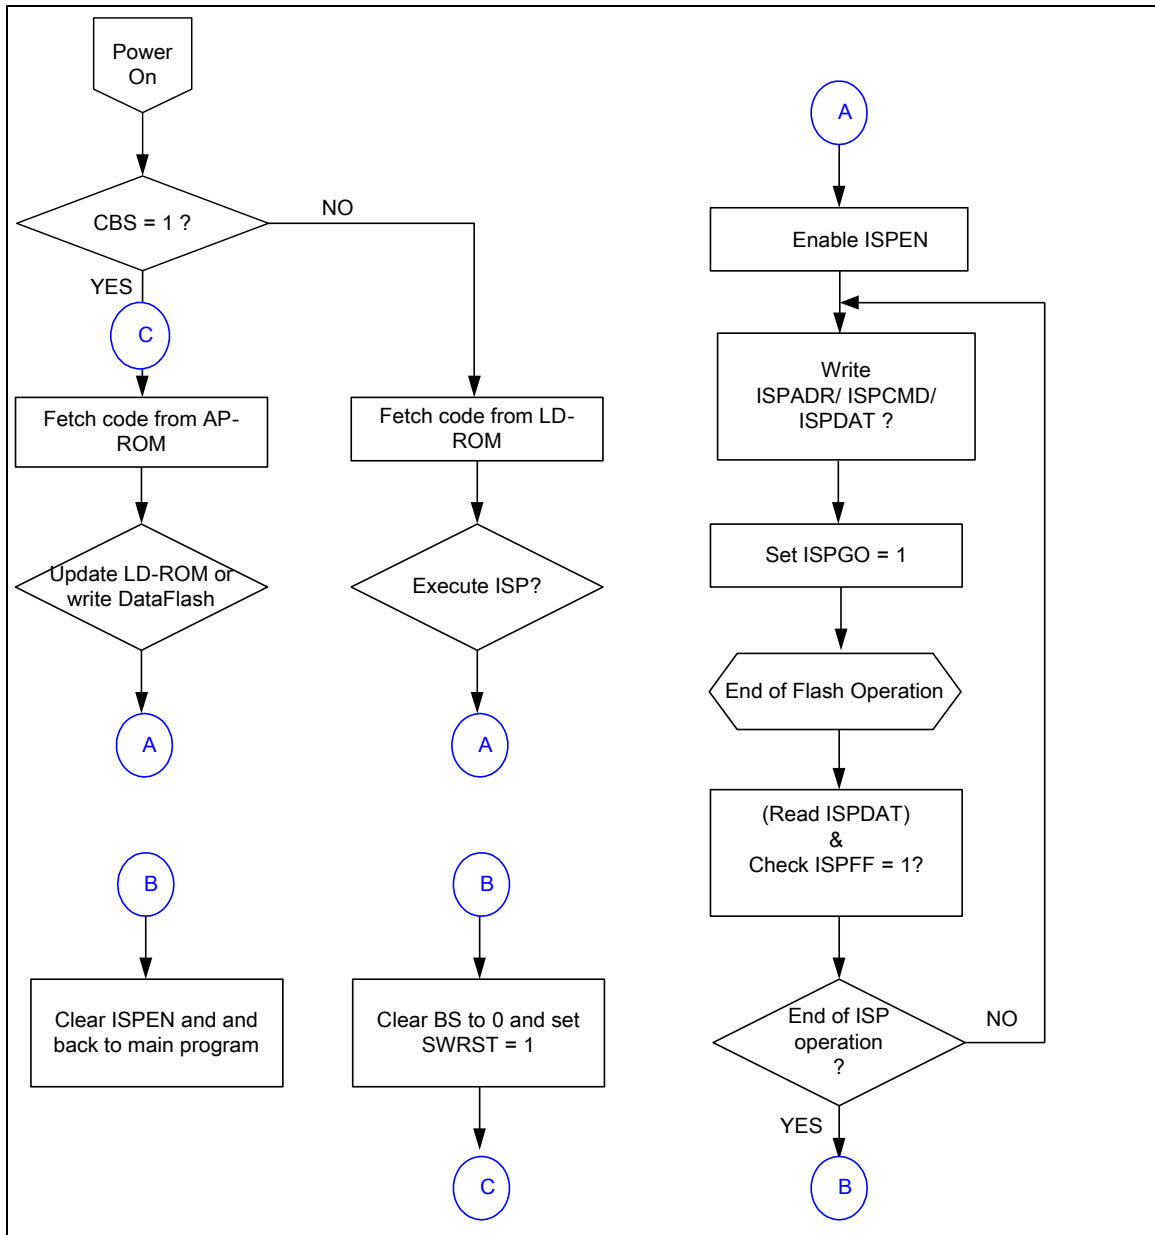 Power
On
CBS = 1 ?
NO
YES
C
Fetch code from AP-
ROM
Fetch code from LD-
ROM
Update LD-ROM or
write DataFlash
Execute ISP?
A
A
B
B
Clear ISPEN and and
back to main program
Clear BS to 0 and set
SWRST = 1
C
A
Enable ISPEN
Write
ISPADR/ ISPCMD/
ISPDAT ?
Set ISPGO = 1
End of Flash Operation
(Read ISPDAT)
&
Check ISPFF = 1?
End of ISP
operation
?
NO
YES
B